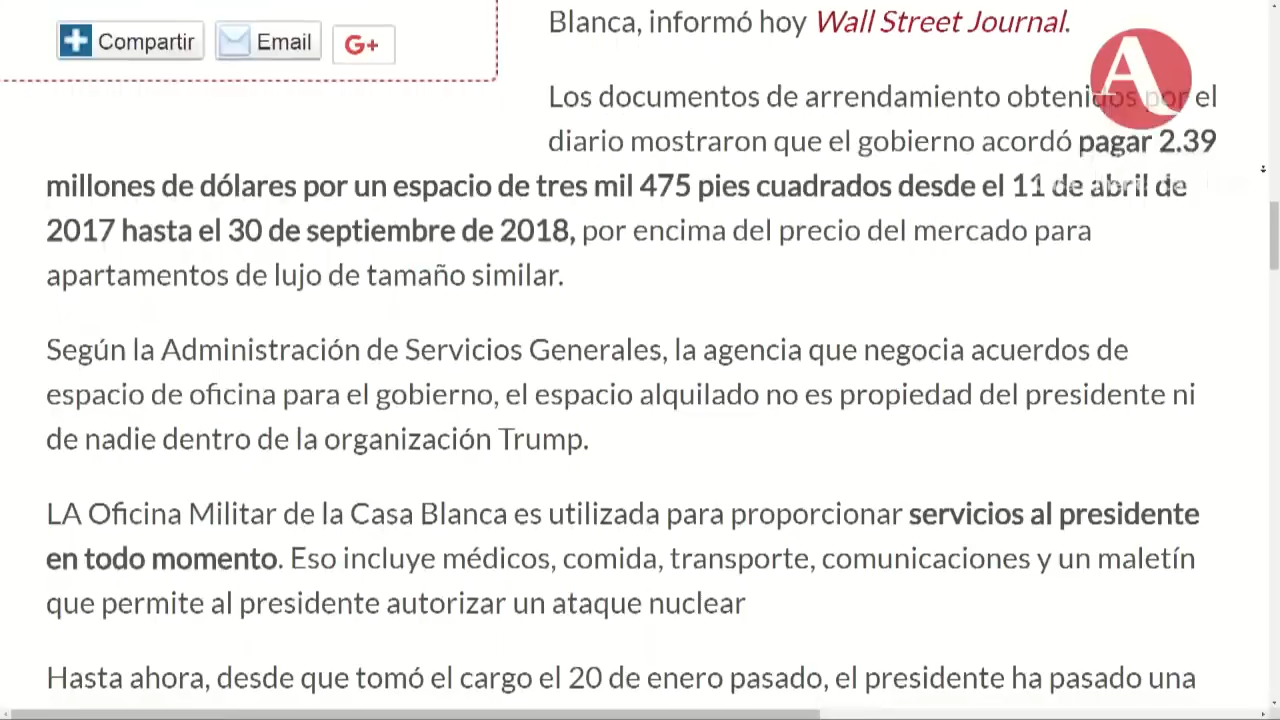 Compartir
Email
G+
Blanca, informó hoy Wall Street Journal.
A
Los documentos de arrendamiento obtenidos por el
diario mostraron que el gobierno acordó pagar 2.39
millones de dólares por un espacio de tres mil 475 pies cuadrados desde el 11 de abril de
2017 hasta el 30 de septiembre de 2018, por encima del precio del mercado para
apartamentos de lujo de tamaño similar.
Según la Administración de Servicios Generales, la agencia que negocia acuerdos de
espacio de oficina para el gobierno, el espacio alquilado no es propiedad del presidente ni
de nadie dentro de la organización Trump.
LA Oficina Militar de la Casa Blanca es utilizada para proporcionar servicios al presidente
en todo momento. Eso incluye médicos, comida, transporte, comunicaciones y un maletín
que permite al presidente autorizar un ataque nuclear
Hasta ahora, desde que tomó el cargo el 20 de enero pasado, el presidente ha pasado una